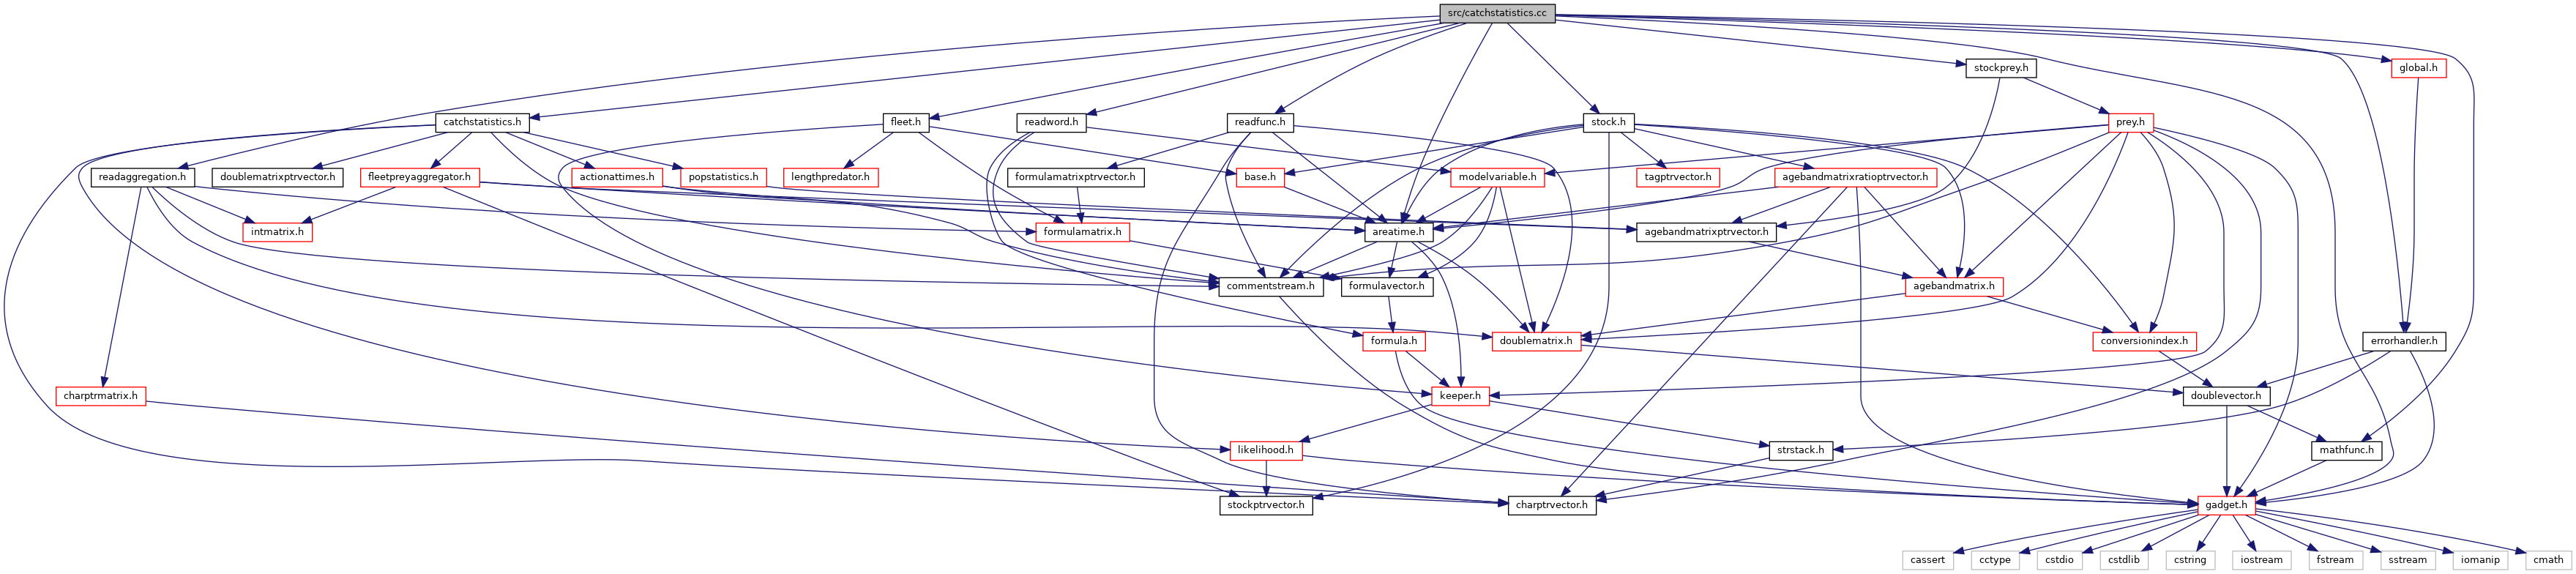 src/catchstatistics.cc
stockprey.h
global.h
catchstatistics.h
fleet.h
readword.h
readfunc.h
stock.h
prey.h
readaggregation.h
doublematrixptrvector.h
fleetpreyaggregator.h
actionattimes.h
popstatistics.h
lengthpredator.h
formulamatrixptrvector.h
base.h
modelvariable.h
tagptrvector.h
agebandmatrixratioptrvector.h
intmatrix.h
formulamatrix.h
areatime.h
agebandmatrixptrvector.h
commentstream.h
formulavector.h
agebandmatrix.h
formula.h
doublematrix.h
conversionindex.h
errorhandler.h
charptrmatrix.h
keeper.h
doublevector.h
likelihood.h
strstack.h
mathfunc.h
stockptrvector.h
charptrvector.h
gadget.h
cassert
cctype
cstdio
cstdlib
cstring
iostream
fstream
sstream
iomanip
cmath